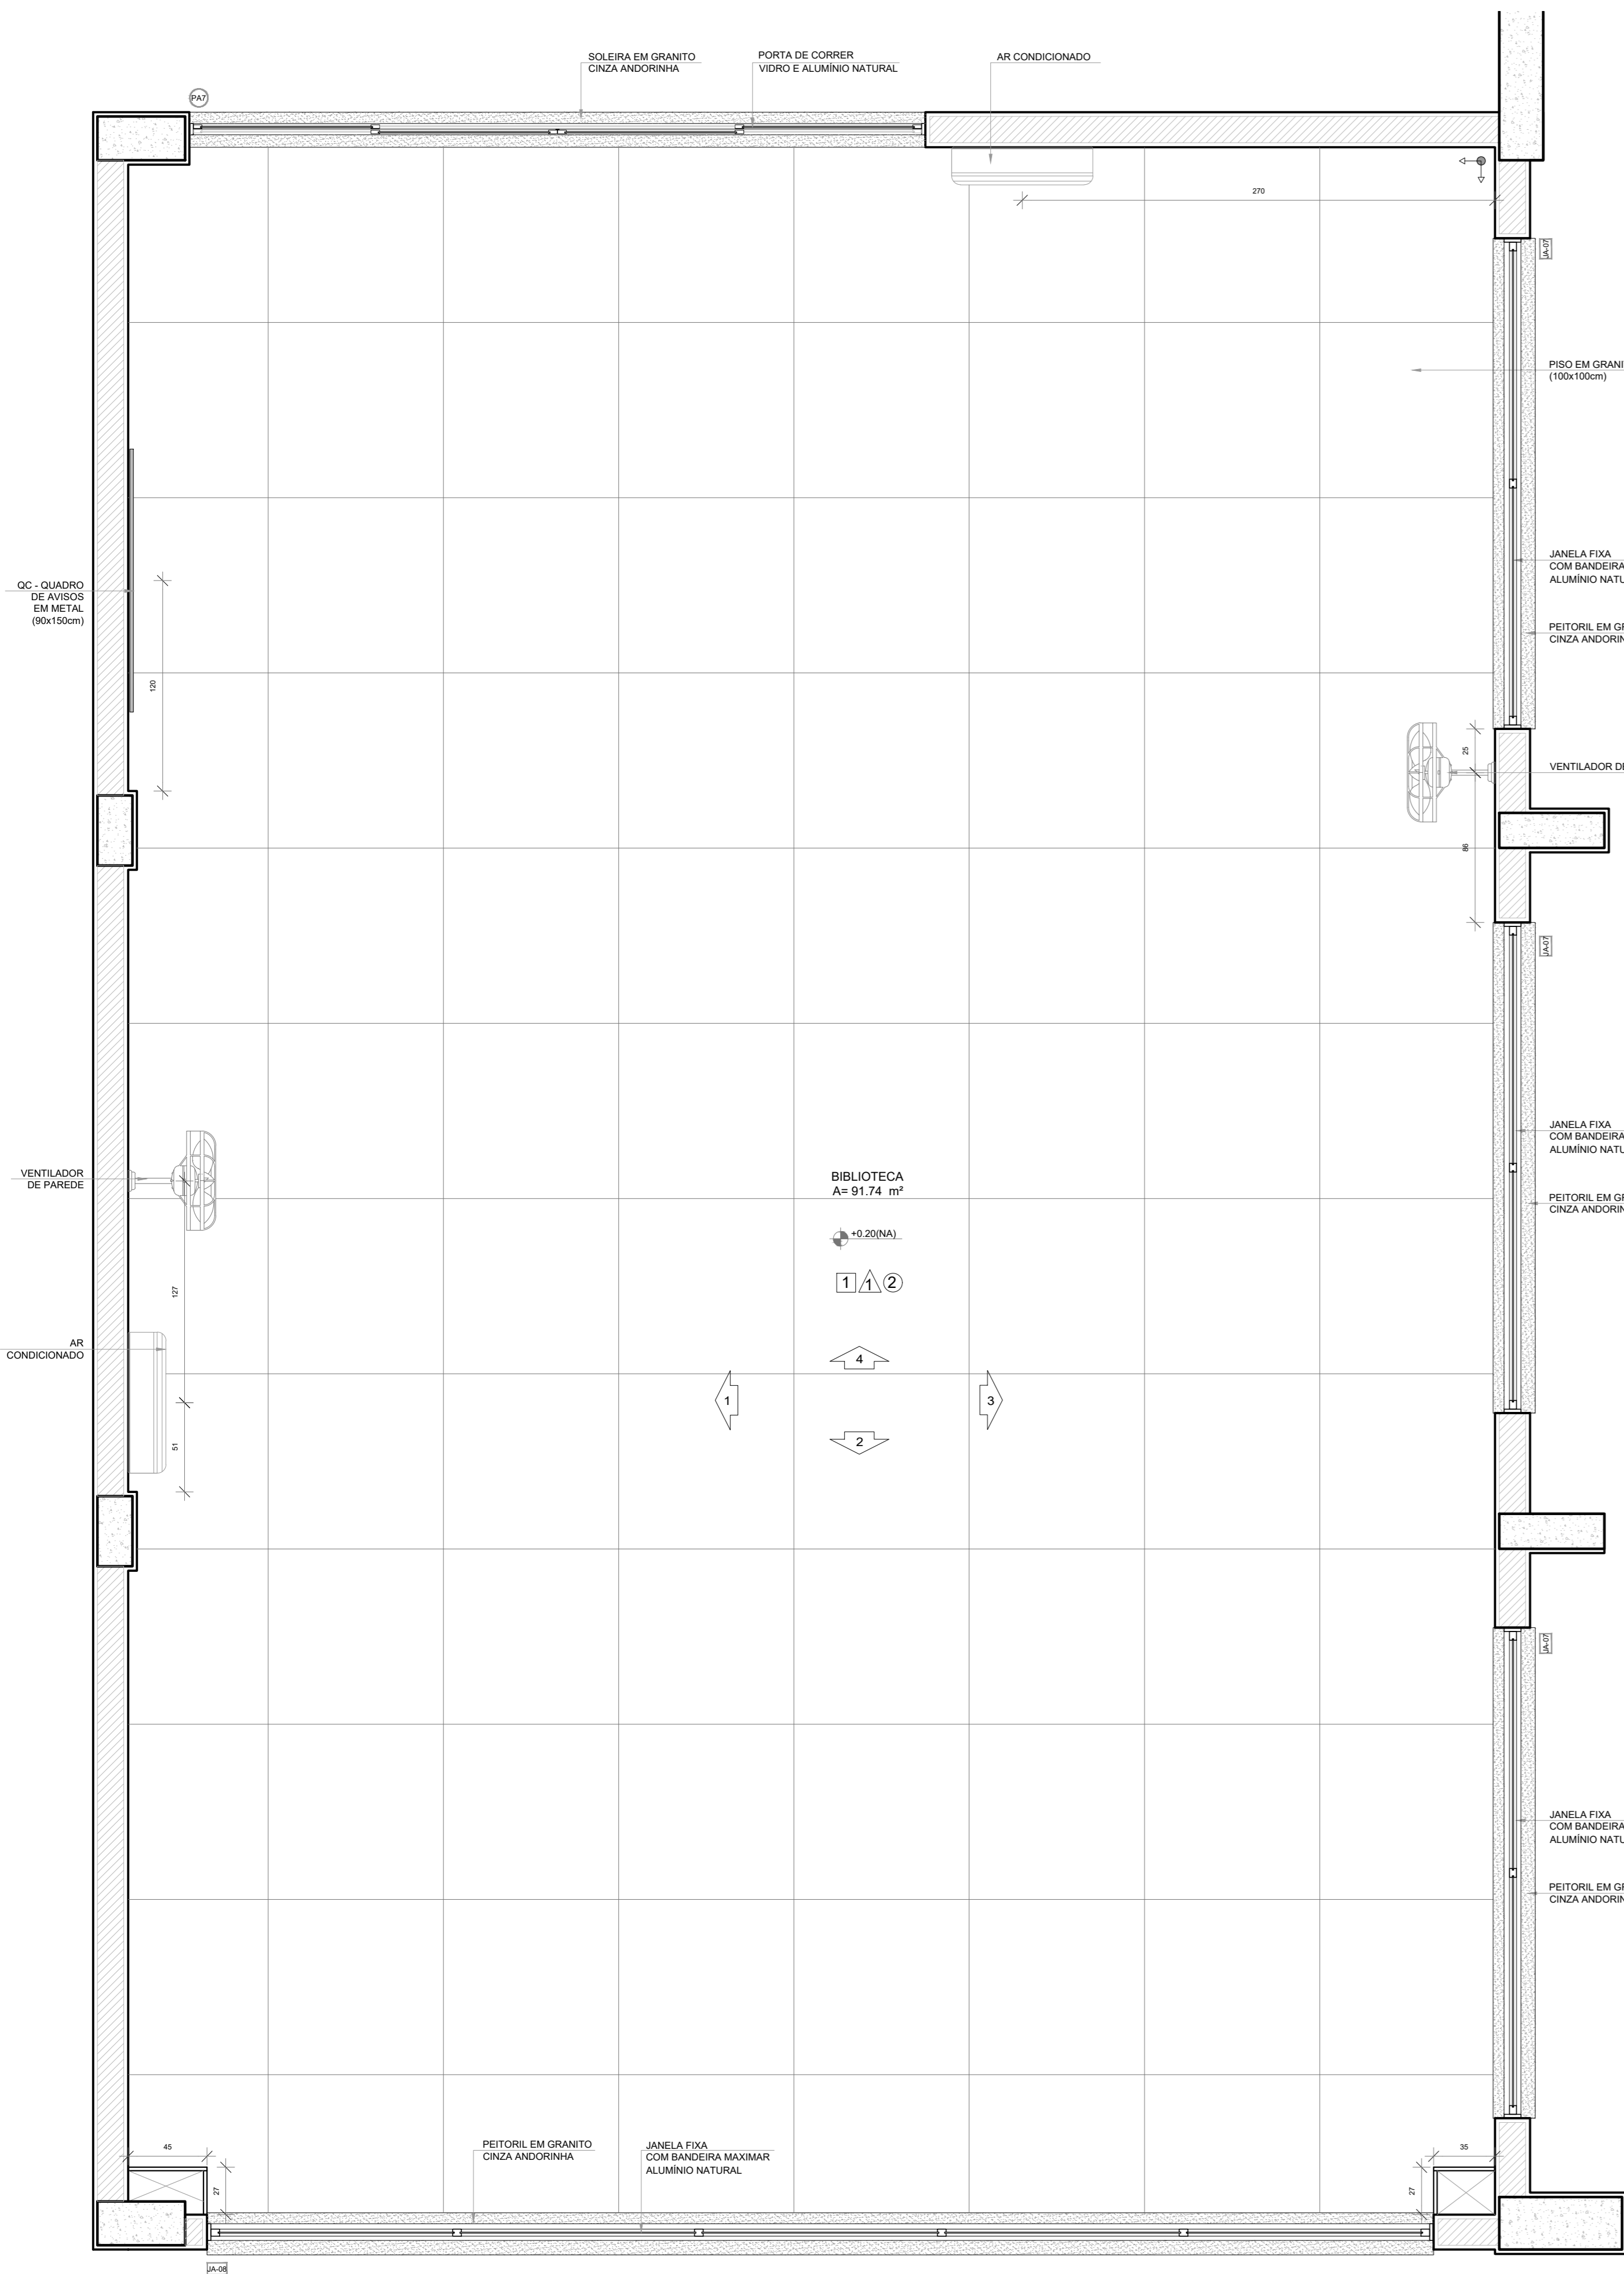 SOLEIRA EM GRANITO
CINZA ANDORINHA
PORTA DE CORRER
VIDRO E ALUMÍNIO NATURAL
AR CONDICIONADO
PA7
270
JA-07
PISO EM GRANI
(100x100cm)
JANELA FIXA
COM BANDEIRA
ALUMÍNIO NATU
QC - QUADRO
DE AVISOS
EM METAL
(90x150cm)
PEITORIL EM GR
CINZA ANDORIN
120
25
VENTILADOR DE
86
JA-07
JANELA FIXA
COM BANDEIRA
ALUMÍNIO NATU
VENTILADOR
DE PAREDE
BIBLIOTECA
A= 91.74 m²
PEITORIL EM GR
CINZA ANDORIN
+0.20(NA)
1 1 2
127
AR
CONDICIONADO
4
1
3
2
51
JA-07
JANELA FIXA
COM BANDEIRA
ALUMÍNIO NATU
PEITORIL EM GR
CINZA ANDORIN
45
PEITORIL EM GRANITO
CINZA ANDORINHA
JANELA FIXA
COM BANDEIRA MAXIMAR
ALUMÍNIO NATURAL
35
27
27
JA-08